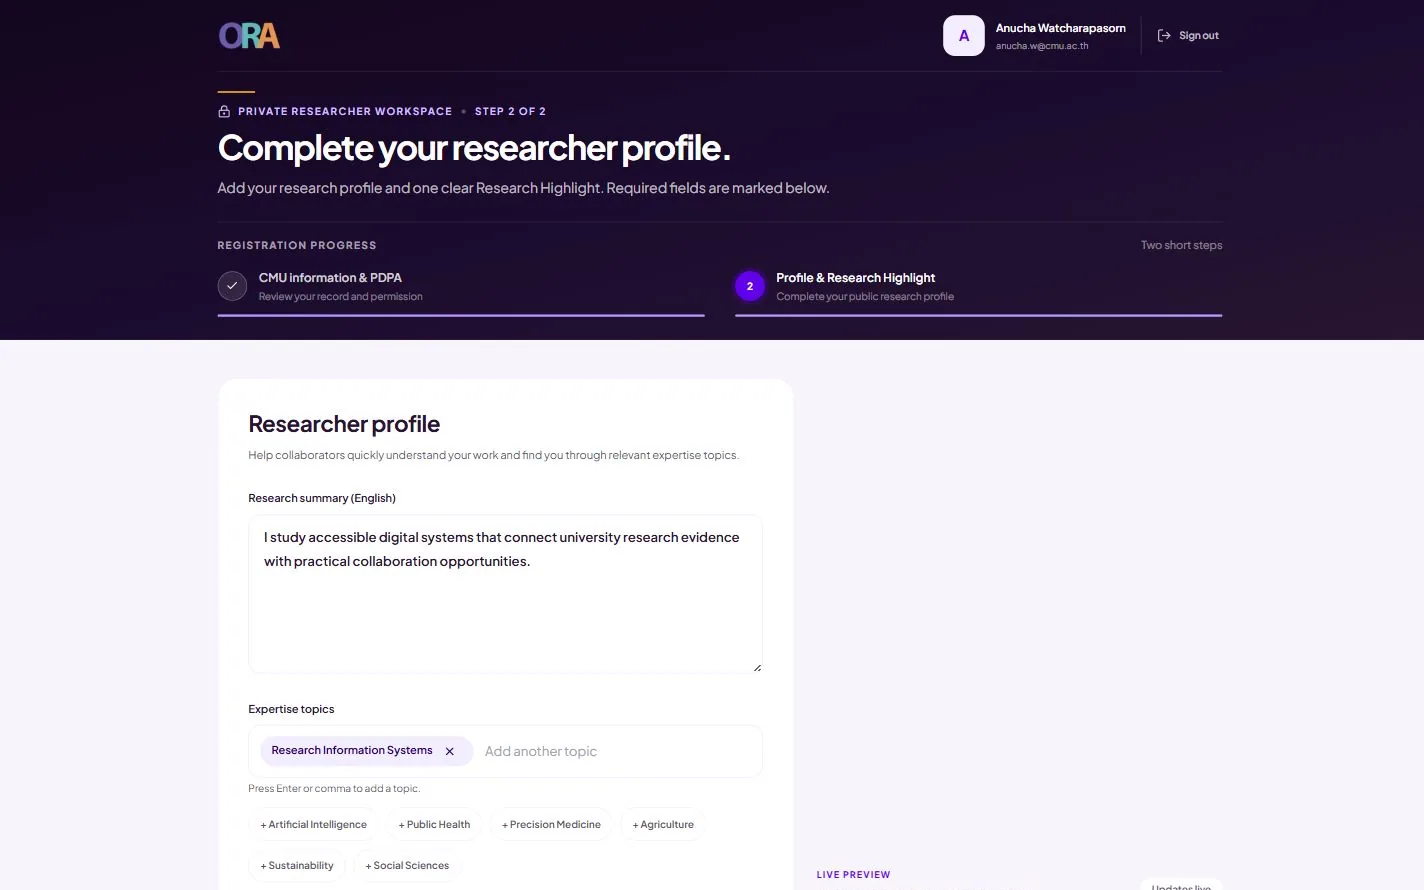 ORA
A
Anucha Watcharapasorn
anucha.w@cmu.ac.th
Sign out
PRIVATE RESEARCHER WORKSPACE • STEP 2 OF 2
Complete your researcher profile.
Add your research profile and one clear Research Highlight. Required fields are marked below.
REGISTRATION PROGRESS
Two short steps
CMU information & PDPA
Review your record and permission
2
Profile & Research Highlight
Complete your public research profile
Researcher profile
Help collaborators quickly understand your work and find you through relevant expertise topics.
Research summary (English)
I study accessible digital systems that connect university research evidence
with practical collaboration opportunities.
Expertise topics
Research Information Systems ×
Add another topic
Press Enter or comma to add a topic.
+ Artificial Intelligence
+ Public Health
+ Precision Medicine
+ Agriculture
+ Sustainability
+ Social Sciences
LIVE PREVIEW
Updates live